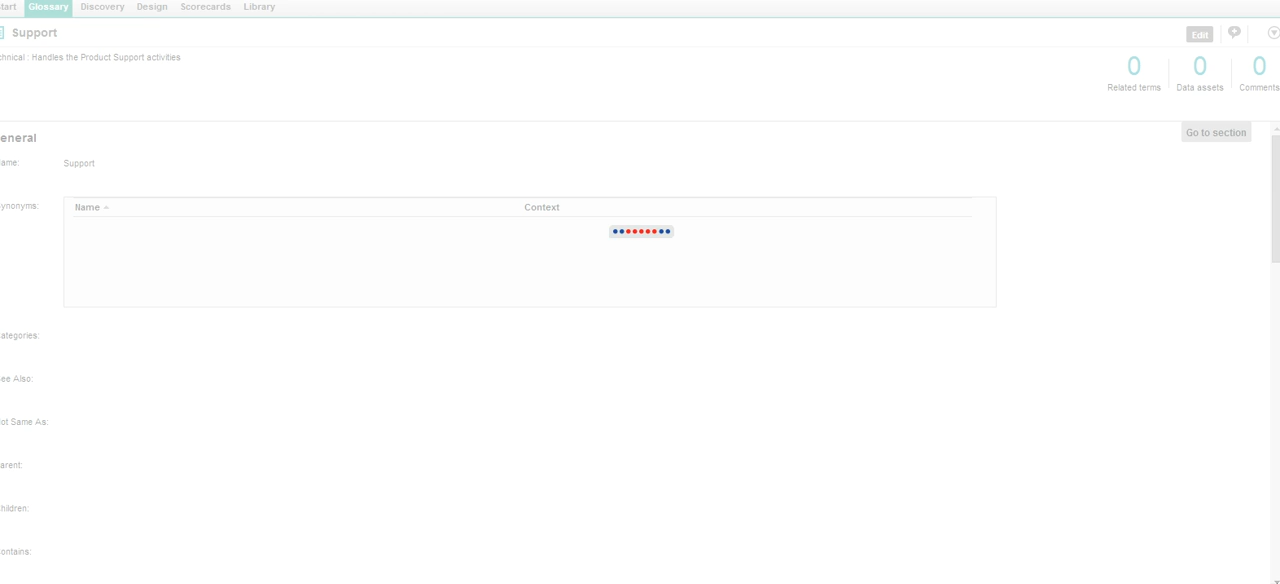 tart Glossary Discovery Design Scorecards Library
Support
Edit
chnical : Handles the Product Support activities
0 0 0
Related terms Data assets Comments
eneral
Go to section
ame: Support
ynonyms:
Name Context
ategories:
ee Also:
ot Same As:
arent:
hildren:
ontains: